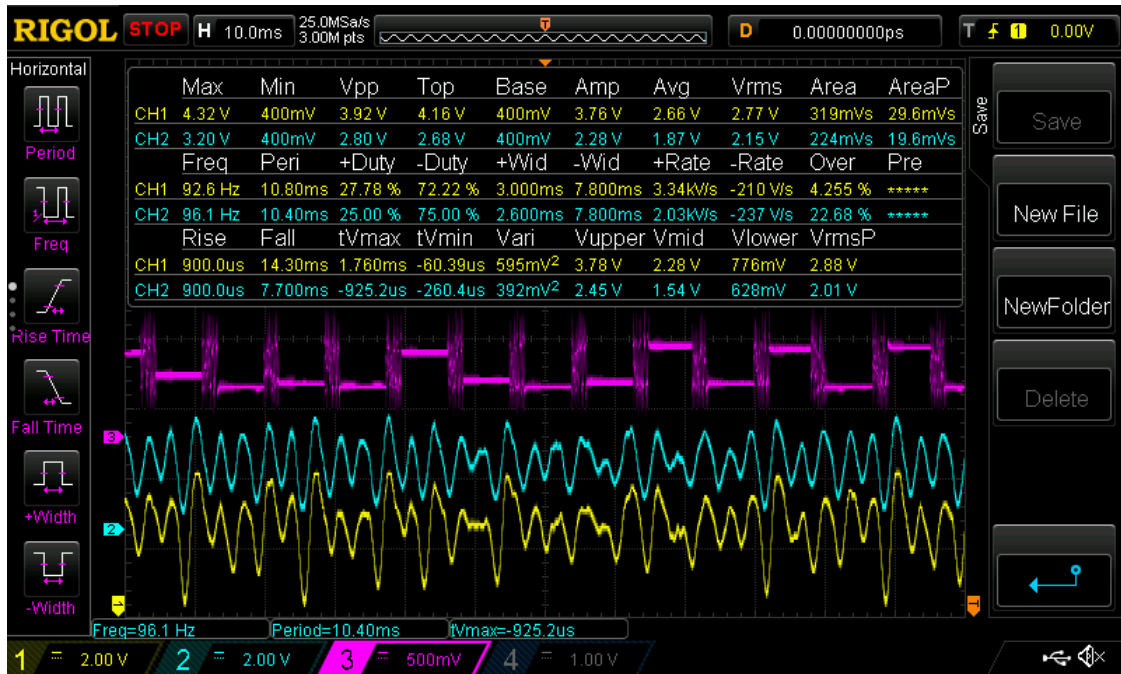 RIGOL STOP H 10.0ms 25.0MSa/s 3.00M pts T D 0.00000000ps T 1 0.00V
Horizontal
Period
Freq
Rise Time
Fall Time
+Width
-Width
Max Min Vpp Top Base Amp Avg Vrms Area AreaP
CH1 4.32 V 400mV 3.92 V 4.16 V 400mV 3.76 V 2.66 V 2.77 V 319mVs 29.6mVs
CH2 3.20 V 400mV 2.80 V 2.68 V 400mV 2.28 V 1.87 V 2.15 V 224mVs 19.6mVs
Freq Peri +Duty -Duty +Wid -Wid +Rate -Rate Over Pre
CH1 92.6 Hz 10.80ms 27.78 % 72.22 % 3.000ms 7.800ms 3.34kV/s -210 V/s 4.255 % *****
CH2 96.1 Hz 10.40ms 25.00 % 75.00 % 2.600ms 7.800ms 2.03kV/s -237 V/s 22.68 % *****
Rise Fall tVmax tVmin Vari Vupper Vmid Vlower VrmsP
CH1 900.0us 14.30ms 1.760ms -60.39us 595mV² 3.78 V 2.28 V 776mV 2.88 V
CH2 900.0us 7.700ms -925.2us -260.4us 392mV² 2.45 V 1.54 V 628mV 2.01 V
3
2
T
Save
Save
New File
NewFolder
Delete
Freq=96.1 Hz Period=10.40ms tVmax=-925.2us
1 2.00 V 2 2.00 V 3 500mV 4 1.00 V